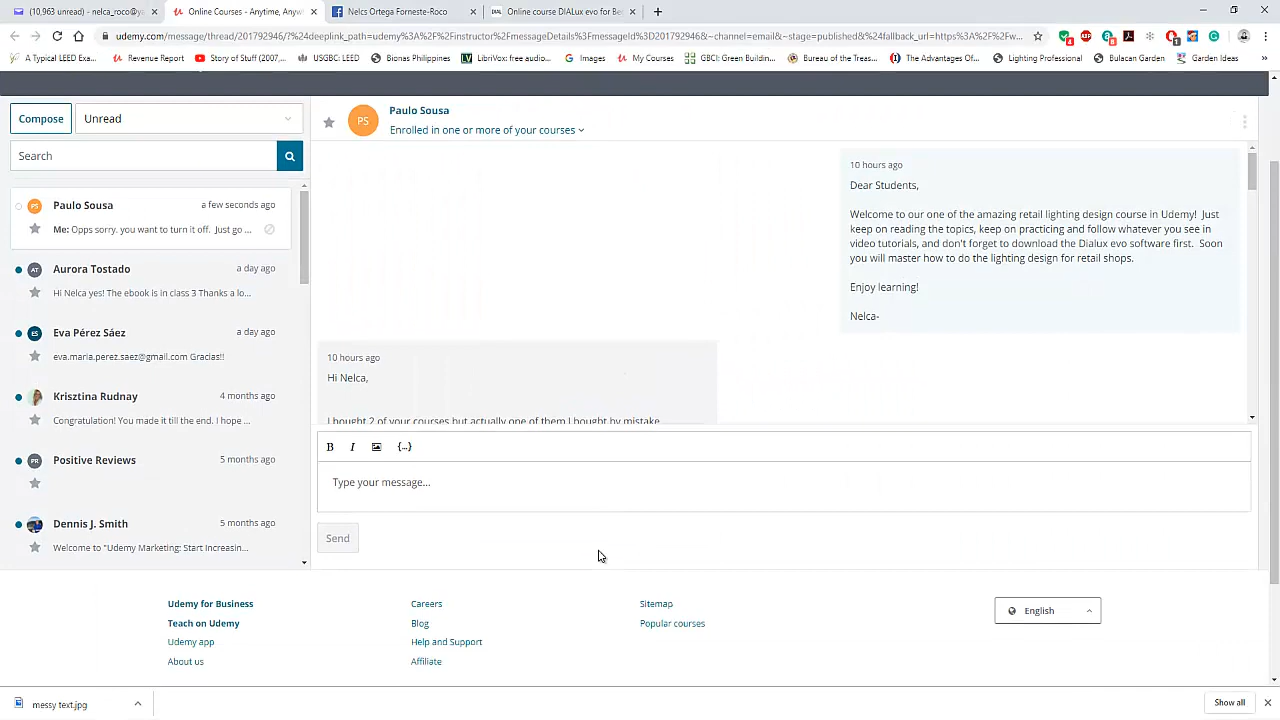 (10,963 unread) - nelca_roco@ya
Online Courses - Anytime, Anyw
Nelcs Ortega Forneste-Roco
Online course DIALux evo for Be
udemy.com/message/thread/201792946/?%24deeplink_path=udemy%3A%2F%2Finstructor%2FmessageDetails%3FmessageId%3D201792946&~channel=email&~stage=published&%24fallback_url=https%3A%2F%2Fw...
A Typical LEED Exa...
Revenue Report
Story of Stuff (2007,...
USGBC: LEED
Bionas Philippines
LibriVox: free audio...
Images
My Courses
GBCI: Green Building...
Bureau of the Treas...
The Advantages Of...
Lighting Professional
Bulacan Garden
Garden Ideas
Compose
Unread
Search
Paulo Sousa
a few seconds ago
Me: Opps sorry. you want to turn it off. Just go ...
Aurora Tostado
a day ago
Hi Nelca yes! The ebook is in class 3 Thanks a lo...
Eva Pérez Sáez
a day ago
eva.maria.perez.saez@gmail.com Gracias!!
Krisztina Rudnay
4 months ago
Congratulation! You made it till the end. I hope ...
Positive Reviews
5 months ago
Dennis J. Smith
5 months ago
Welcome to "Udemy Marketing: Start Increasin...
PS
Paulo Sousa
Enrolled in one or more of your courses
10 hours ago
Dear Students,
Welcome to our one of the amazing retail lighting design course in Udemy! Just
keep on reading the topics, keep on practicing and follow whatever you see in
video tutorials, and don't forget to download the Dialux evo software first. Soon
you will master how to do the lighting design for retail shops.
Enjoy learning!
Nelca-
10 hours ago
Hi Nelca,
I bought 2 of your courses but actually one of them I bought by mistake
B I {...}
Type your message...
Send
Udemy for Business
Teach on Udemy
Udemy app
About us
Careers
Blog
Help and Support
Affiliate
Sitemap
Popular courses
English
messy text.jpg
Show all